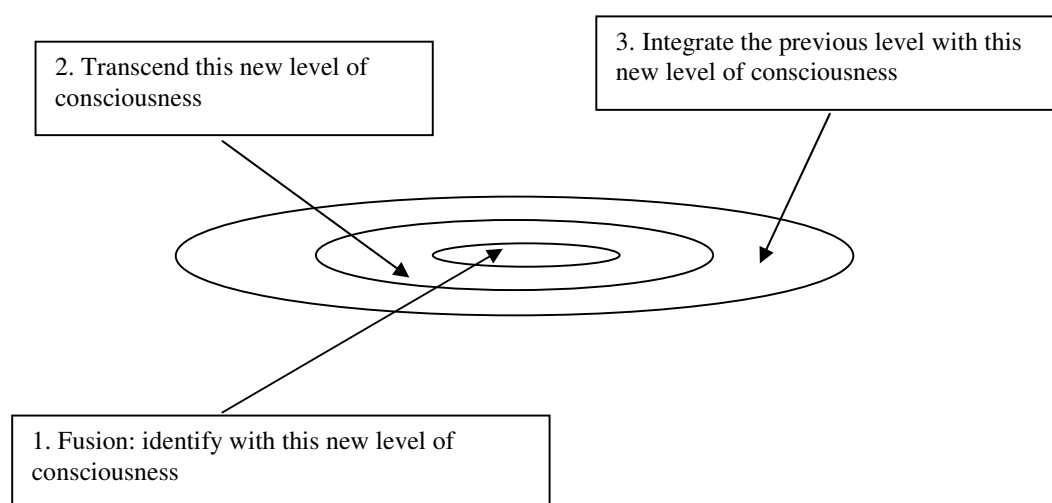 2. Transcend this new level of
consciousness
3. Integrate the previous level with this
new level of consciousness
1. Fusion: identify with this new level of
consciousness